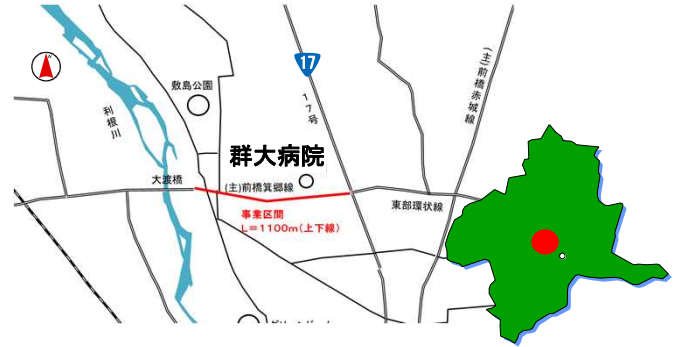 17
17号
(主)前橋赤城線
敷島公園
利根川
群大病院
大渡橋
(主)前橋箕郷線
東部環状線
事業区間
L=1100m(上下線)